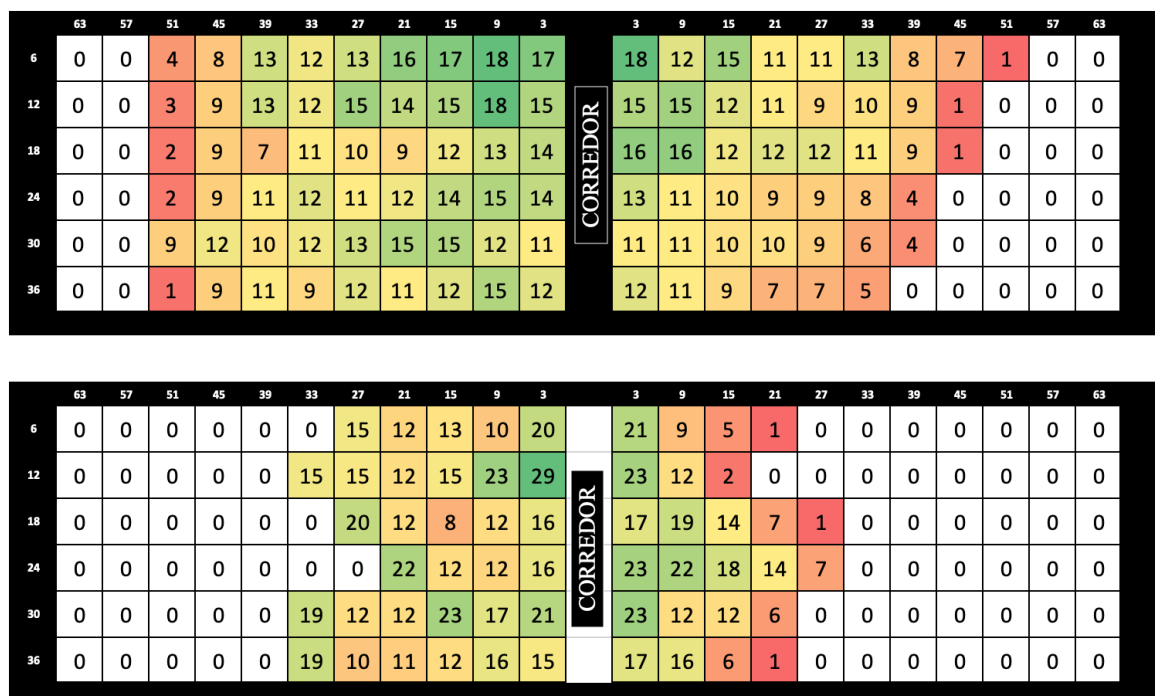 63 57 51 45 39 33 27 21 15 9 3 3 9 15 21 27 33 39 45 51 57 63
6 0 0 4 8 13 12 13 16 17 18 17 18 12 15 11 11 13 8 7 1 0 0
12 0 0 3 9 13 12 15 14 15 18 15 15 15 12 11 9 10 9 1 0 0 0
18 0 0 2 9 7 11 10 9 12 13 14 16 16 12 12 12 11 9 1 0 0 0
24 0 0 2 9 11 12 11 12 14 15 14 13 11 10 9 9 8 4 0 0 0 0
30 0 0 9 12 10 12 13 15 15 12 11 11 11 10 10 9 6 4 0 0 0 0
36 0 0 1 9 11 9 12 11 12 15 12 12 11 9 7 7 5 0 0 0 0 0
CORREDOR
63 57 51 45 39 33 27 21 15 9 3 3 9 15 21 27 33 39 45 51 57 63
6 0 0 0 0 0 0 15 12 13 10 20 21 9 5 1 0 0 0 0 0 0 0
12 0 0 0 0 0 15 15 12 15 23 29 23 12 2 0 0 0 0 0 0 0 0
18 0 0 0 0 0 0 20 12 8 12 16 17 19 14 7 1 0 0 0 0 0 0
24 0 0 0 0 0 0 0 22 12 12 16 23 22 18 14 7 0 0 0 0 0 0
30 0 0 0 0 0 19 12 12 23 17 21 23 12 12 6 0 0 0 0 0 0 0
36 0 0 0 0 0 19 10 11 12 16 15 17 16 6 1 0 0 0 0 0 0 0
CORREDOR